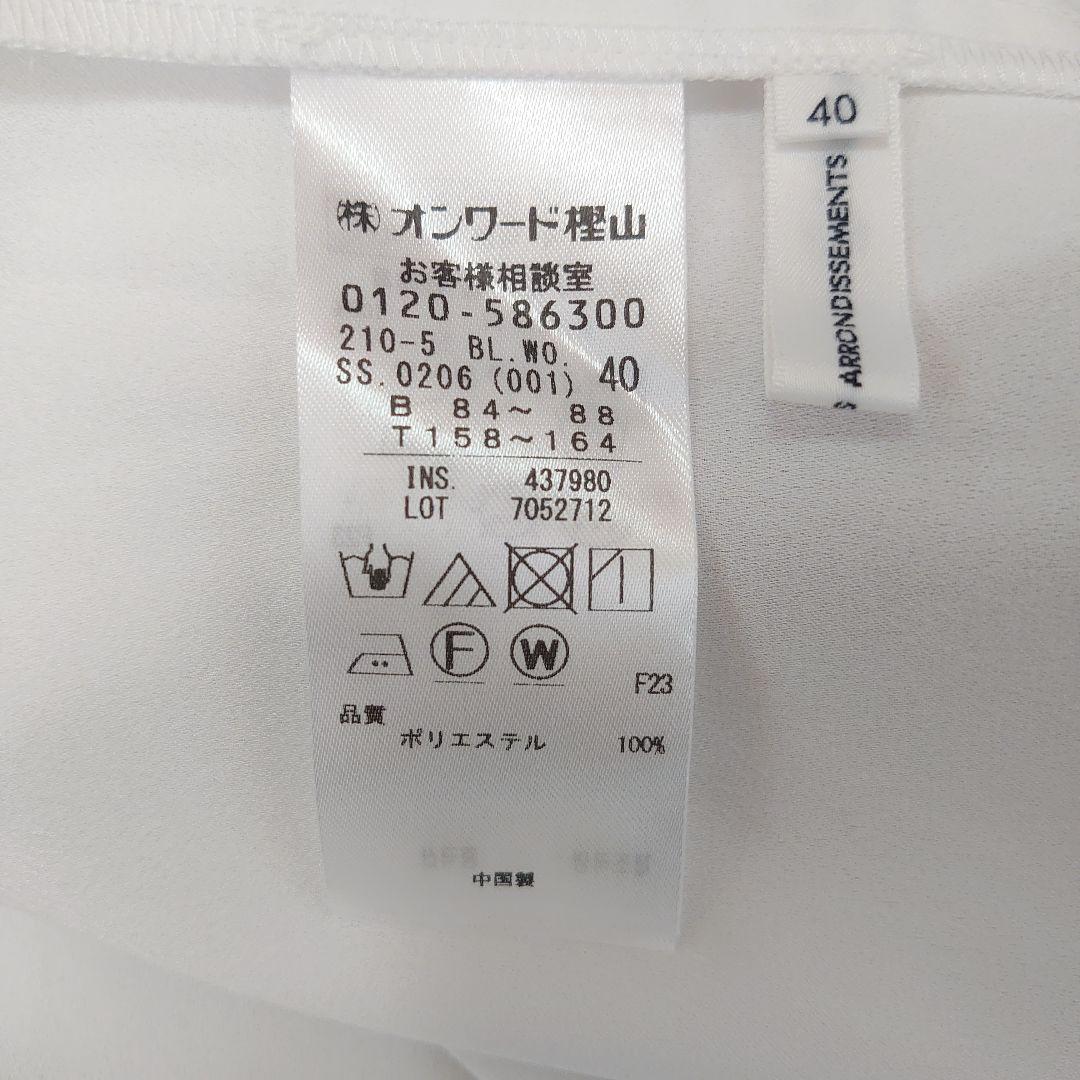 (株)オンワード樫山
お客様相談室
0120-586300
210-5 BL.WO.
SS.0206 (001) 40
B 84～ 88
T158～164
INS. 437980
LOT 7052712
F
W
F23
品質
ポリエステル 100%
中国製
40
S ARRONDISSEMENTS